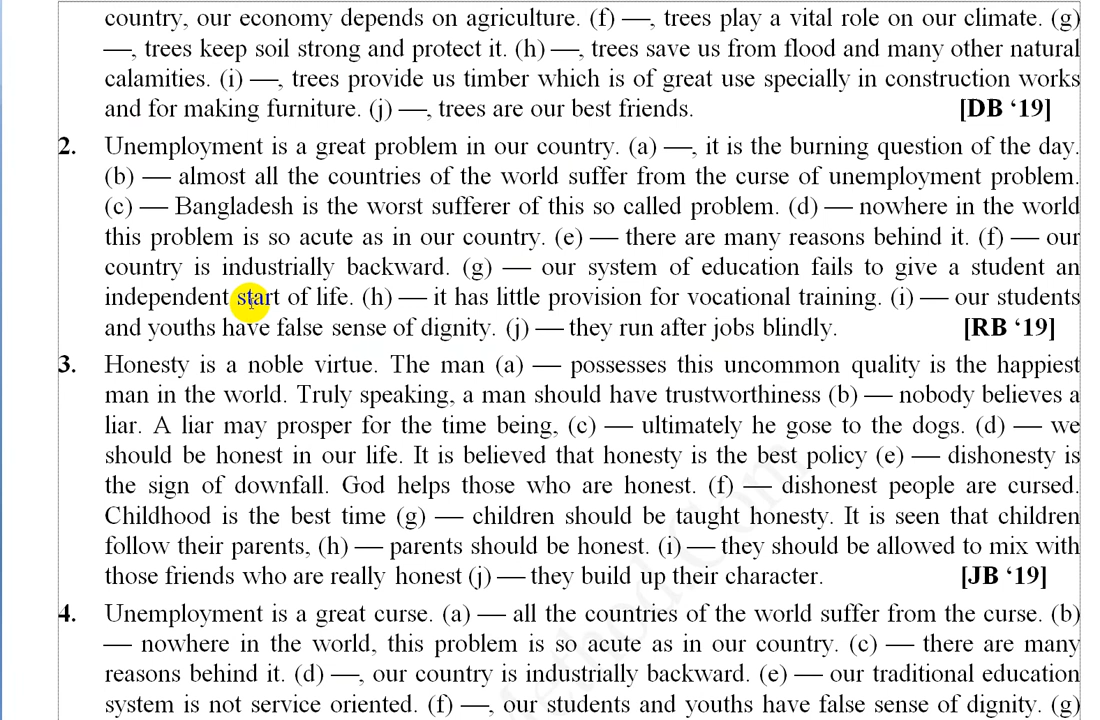 country, our economy depends on agriculture. (f) —, trees play a vital role on our climate. (g)
—, trees keep soil strong and protect it. (h) —, trees save us from flood and many other natural
calamities. (i) —, trees provide us timber which is of great use specially in construction works
and for making furniture. (j) —, trees are our best friends. [DB ‘19]
2. Unemployment is a great problem in our country. (a) —, it is the burning question of the day.
(b) — almost all the countries of the world suffer from the curse of unemployment problem.
(c) — Bangladesh is the worst sufferer of this so called problem. (d) — nowhere in the world
this problem is so acute as in our country. (e) — there are many reasons behind it. (f) — our
country is industrially backward. (g) — our system of education fails to give a student an
independent start of life. (h) — it has little provision for vocational training. (i) — our students
and youths have false sense of dignity. (j) — they run after jobs blindly. [RB ‘19]
3. Honesty is a noble virtue. The man (a) — possesses this uncommon quality is the happiest
man in the world. Truly speaking, a man should have trustworthiness (b) — nobody believes a
liar. A liar may prosper for the time being, (c) — ultimately he gose to the dogs. (d) — we
should be honest in our life. It is believed that honesty is the best policy (e) — dishonesty is
the sign of downfall. God helps those who are honest. (f) — dishonest people are cursed.
Childhood is the best time (g) — children should be taught honesty. It is seen that children
follow their parents, (h) — parents should be honest. (i) — they should be allowed to mix with
those friends who are really honest (j) — they build up their character. [JB ‘19]
4. Unemployment is a great curse. (a) — all the countries of the world suffer from the curse. (b)
— nowhere in the world, this problem is so acute as in our country. (c) — there are many
reasons behind it. (d) —, our country is industrially backward. (e) — our traditional education
system is not service oriented. (f) —, our students and youths have false sense of dignity. (g)